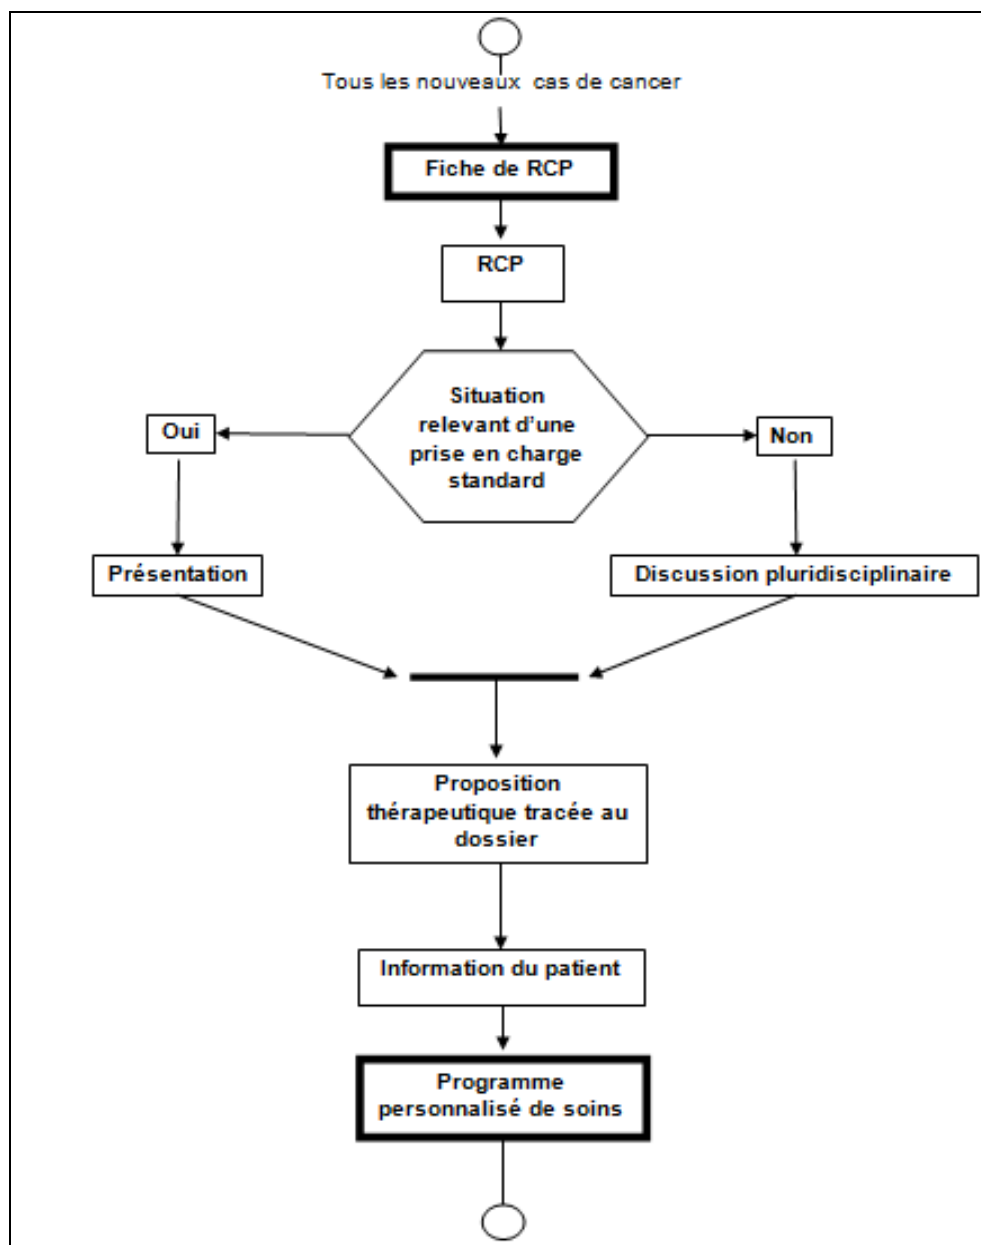 Tous les nouveaux cas de cancer
Fiche de RCP
RCP
Situation
relevant d'une
prise en charge
standard
Oui
Non
Présentation
Discussion pluridisciplinaire
Proposition
thérapeutique tracée au
dossier
Information du patient
Programme
personnalisé de soins